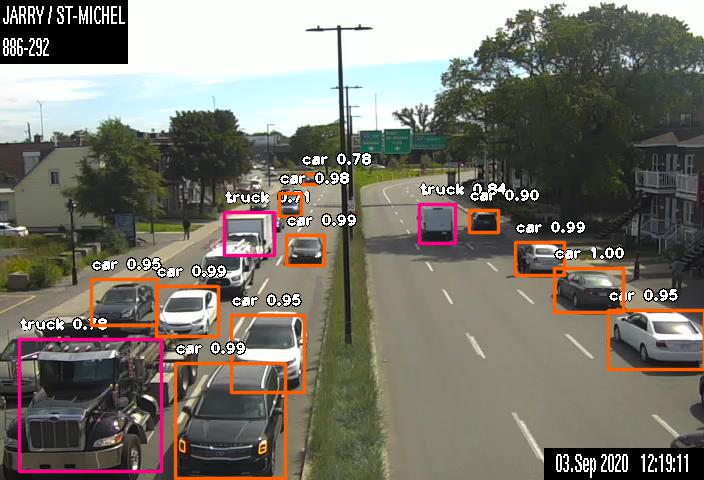 JARRY / ST-MICHEL
886-292
car 0.78
car 0.98
truck 0.71
car 0.99
truck 0.84
car 0.90
car 0.99
car 1.00
car 0.95
car 0.95
car 0.99
car 0.95
truck 0.78
car 0.99
03.Sep 2020 12:19:11